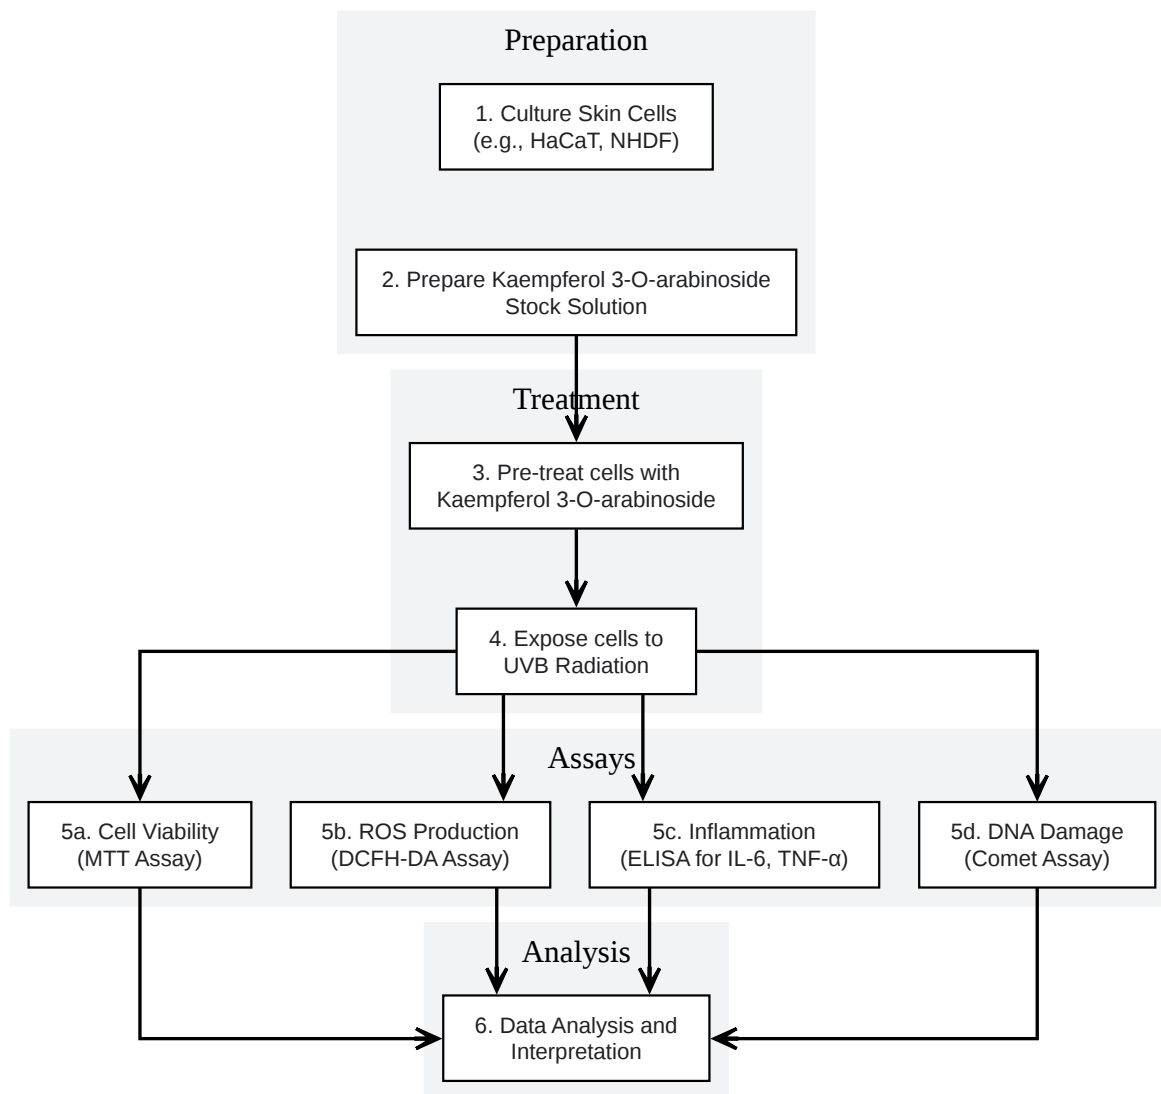 Preparation
1. Culture Skin Cells
(e.g., HaCaT, NHDF)
2. Prepare Kaempferol 3-O-arabinoside
Stock Solution
Treatment
3. Pre-treat cells with
Kaempferol 3-O-arabinoside
4. Expose cells to
UVB Radiation
Assays
5a. Cell Viability
(MTT Assay)
5b. ROS Production
(DCFH-DA Assay)
5c. Inflammation
(ELISA for IL-6, TNF-α)
5d. DNA Damage
(Comet Assay)
Analysis
6. Data Analysis and
Interpretation